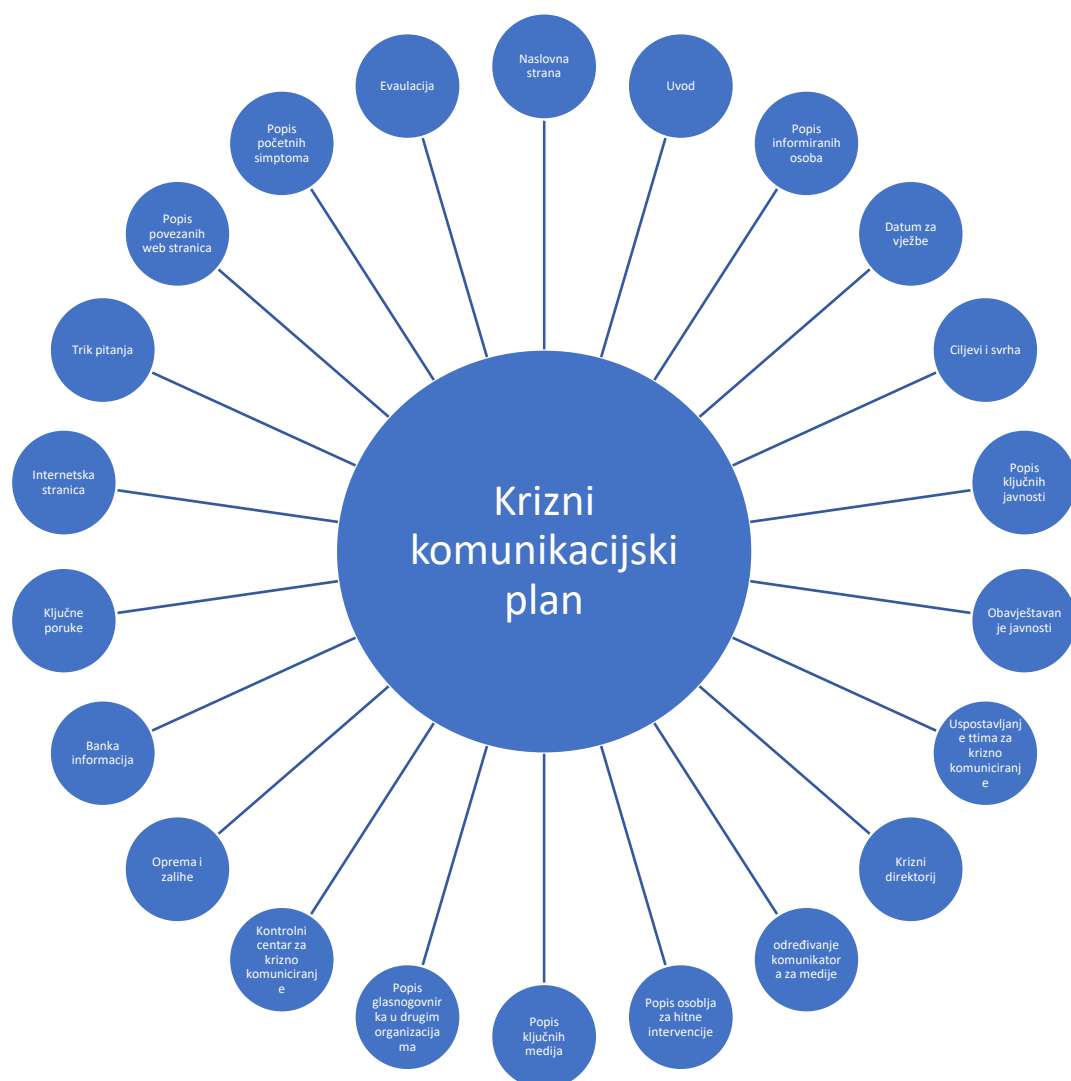 Naslovna
strana
Uvod
Popis
informiranih
osoba
Datum za
vježbe
Ciljevi i svrha
Popis
ključnih
javnosti
Obavještavan
je javnosti
Uspostavljanj
e ttima za
krizno
komuniciranj
e
Krizni
direktorij
određivanje
komunikator
a za medije
Popis osoblja
za hitne
intervencije
Popis
ključnih
medija
Popis
glasnogovnir
ka u drugim
organizacija
ma
Kontrolni
centar za
krizno
komuniciranj
e
Oprema i
zalihe
Banka
informacija
Ključne
poruke
Internetska
stranica
Trik pitanja
Popis
povezanih
web stranica
Popis
početnih
simptoma
Evaulacija
Krizni
komunikacijski
plan